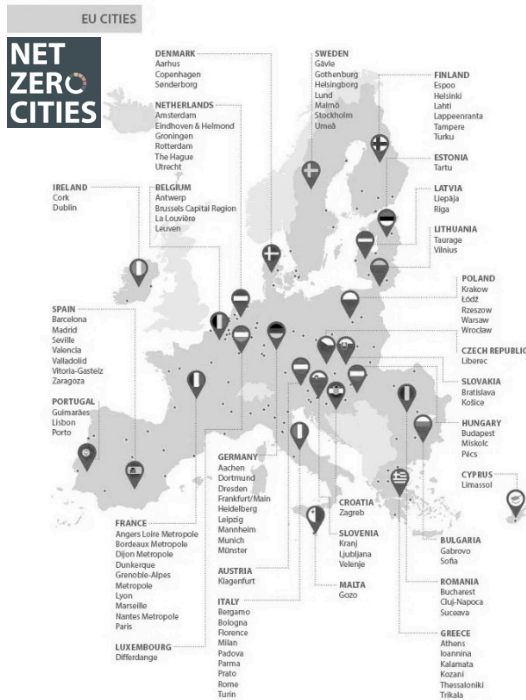 EU CITIES
NET
ZERO
CITIES
DENMARK
Aarhus
Copenhagen
Sønderborg
NETHERLANDS
Amsterdam
Eindhoven & Helmond
Groningen
Rotterdam
The Hague
Utrecht
SWEDEN
Gävle
Gothenburg
Helsingborg
Lund
Malmö
Stockholm
Umeå
FINLAND
Espoo
Helsinki
Lahti
Lappeenranta
Tampere
Turku
ESTONIA
Tartu
LATVIA
Liepāja
Riga
LITHUANIA
Taurage
Vilnius
IRELAND
Cork
Dublin
BELGIUM
Antwerp
Brussels Capital Region
La Louvière
Leuven
POLAND
Krakow
Łódź
Rzeszow
Warsaw
Wrocław
SPAIN
Barcelona
Madrid
Seville
Valencia
Valladolid
Vitoria-Gasteiz
Zaragoza
CZECH REPUBLIC
Liberec
SLOVAKIA
Bratislava
Košice
PORTUGAL
Guimarães
Lisbon
Porto
HUNGARY
Budapest
Miskolc
Pécs
GERMANY
Aachen
Dortmund
Dresden
Frankfurt/Main
Heidelberg
Leipzig
Mannheim
Munich
Münster
CYPRUS
Limassol
CROATIA
Zagreb
FRANCE
Angers Loire Metropole
Bordeaux Metropole
Dijon Metropole
Dunkerque
Grenoble-Alpes
Metropole
Lyon
Marseille
Nantes Metropole
Paris
SLOVENIA
Kranj
Ljubljana
Velenje
BULGARIA
Gabrovo
Sofia
AUSTRIA
Klagenfurt
MALTA
Gozo
ROMANIA
Bucharest
Cluj-Napoca
Suceava
ITALY
Bergamo
Bologna
Florence
Milan
Padova
Parma
Prato
Rome
Turin
LUXEMBOURG
Differdange
GREECE
Athens
Ioannina
Kalamata
Kozani
Thessaloniki
Trikala